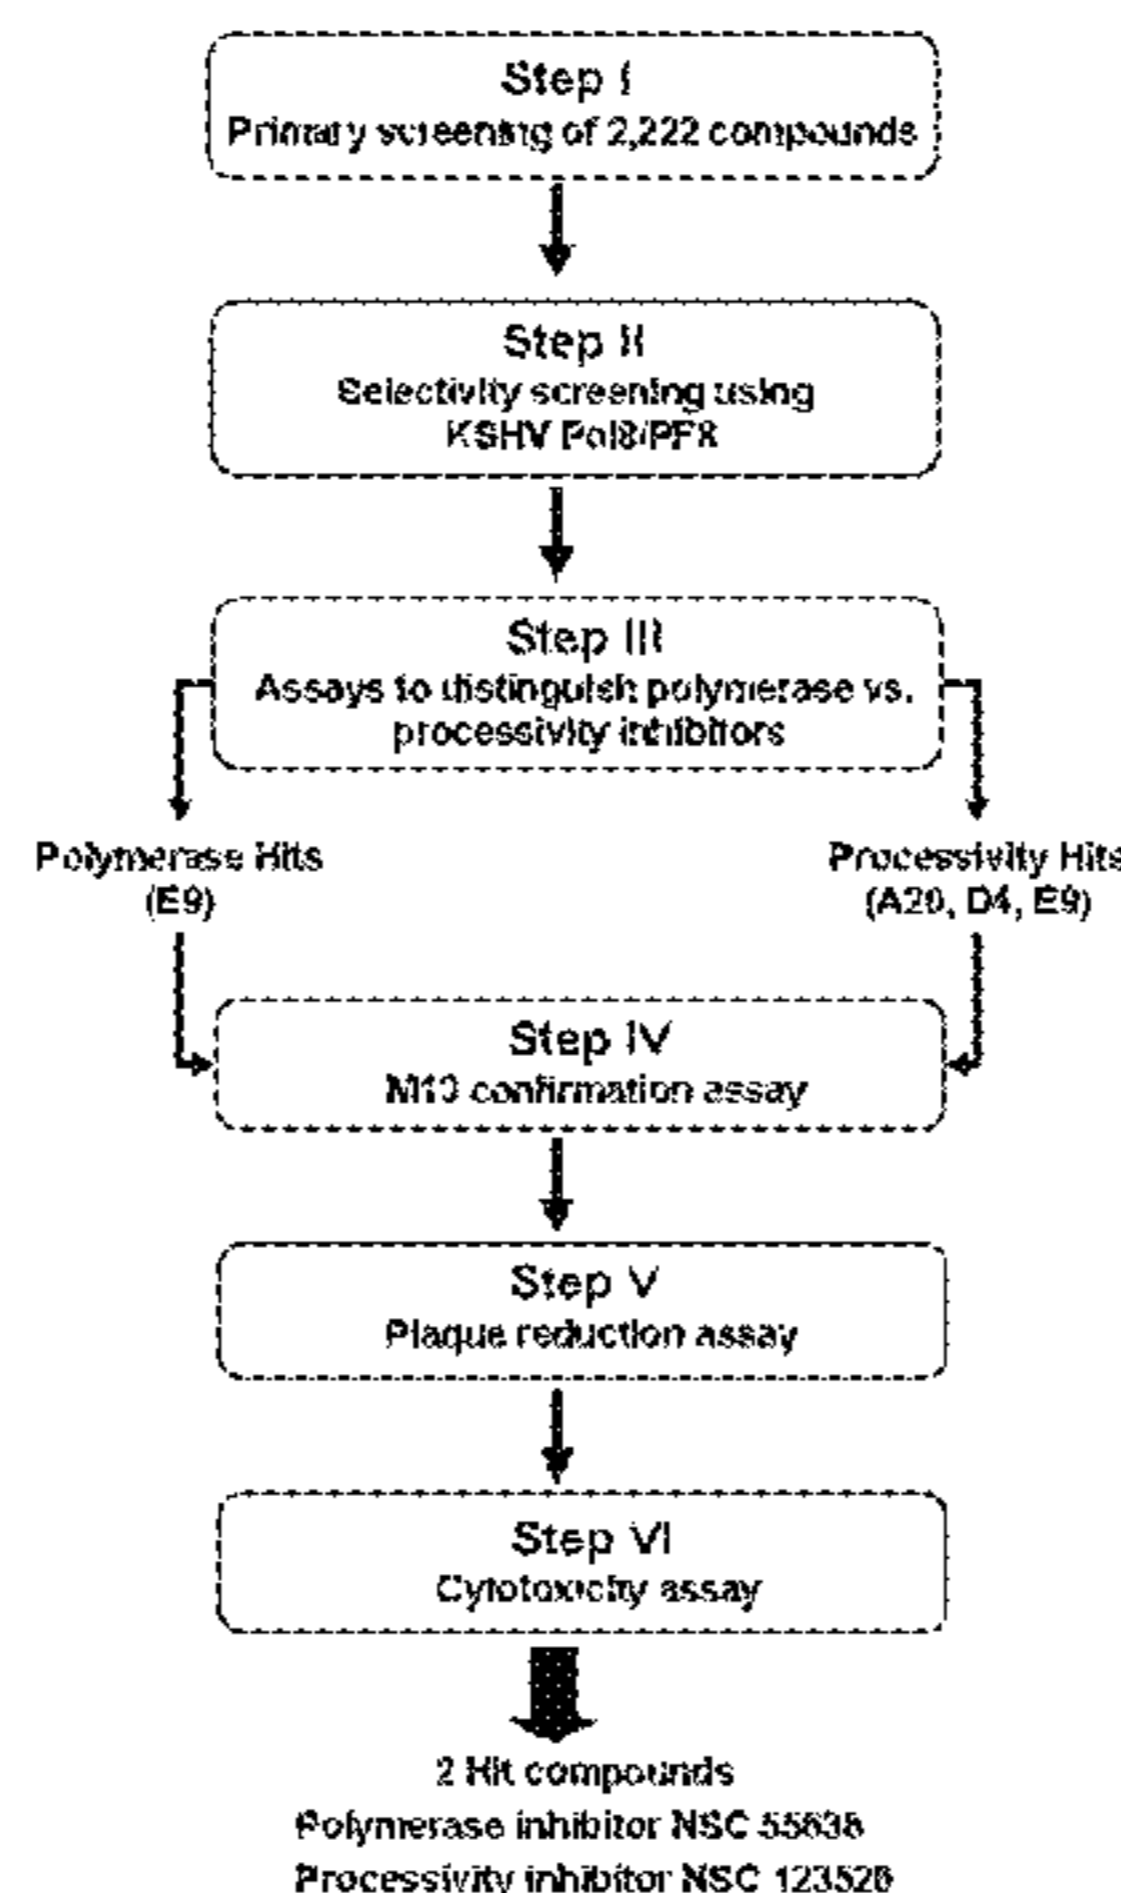 Step I
Primary screening of 2,222 compounds
Step II
Selectivity screening using
KSHV Pol8/PF8
Step III
Assays to distinguish polymerase vs.
processivity inhibitors
Polymerase Hits
(E9)
Processivity Hits
(A20, D4, E9)
Step IV
M13 confirmation assay
Step V
Plaque reduction assay
Step VI
Cytotoxicity assay
2 Hit compounds
Polymerase inhibitor NSC
Processivity inhibitor NSC